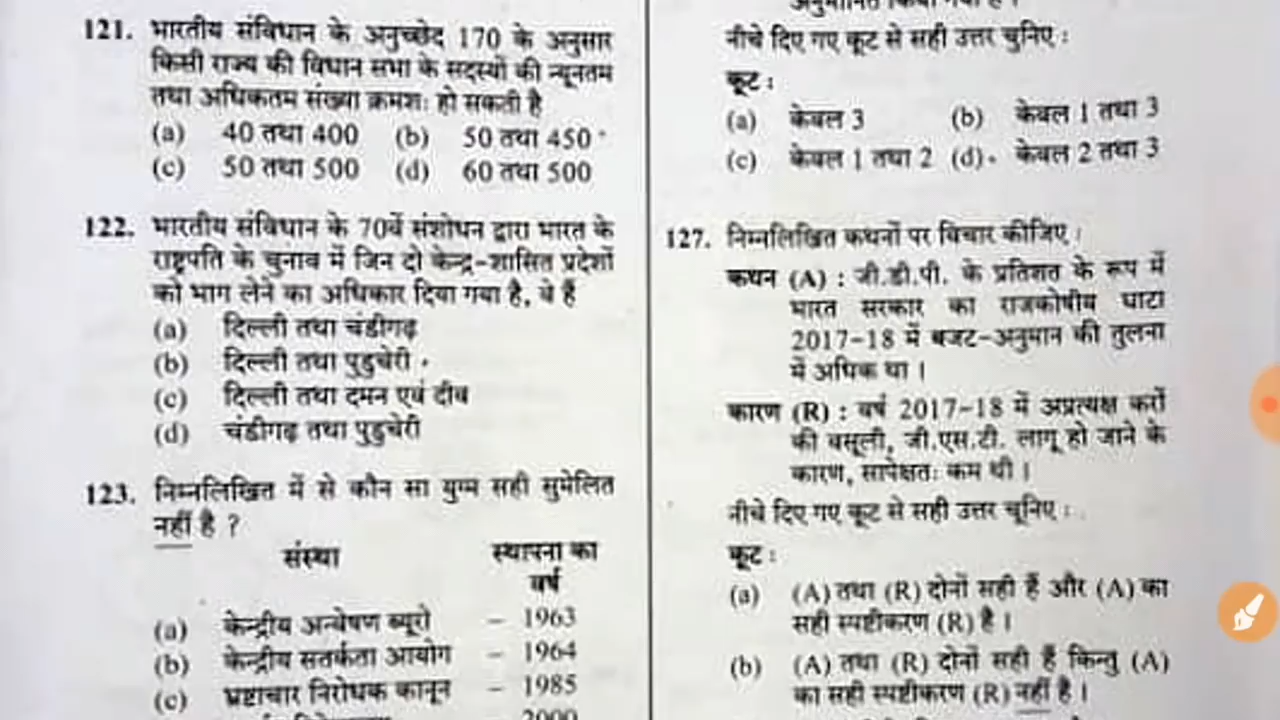 121. भारतीय संविधान के अनुच्छेद 170 के अनुसार
किसी राज्य की विधान सभा के सदस्यों की न्यूनतम
तथा अधिकतम संख्या क्रमशः हो सकती है
(a) 40 तथा 400 (b) 50 तथा 450
(c) 50 तथा 500 (d) 60 तथा 500
122. भारतीय संविधान के 70वें संशोधन द्वारा भारत के
राष्ट्रपति के चुनाव में जिन दो केन्द्र-शासित प्रदेशों
को भाग लेने का अधिकार दिया गया है, वे हैं
(a) दिल्ली तथा चंडीगढ़
(b) दिल्ली तथा पुडुचेरी
(c) दिल्ली तथा दमन एवं दीव
(d) चंडीगढ़ तथा पुडुचेरी
123. निम्नलिखित में से कौन सा युग्म सही सुमेलित
नहीं है ?
संस्था स्थापना का
वर्ष
(a) केन्द्रीय अन्वेषण ब्यूरो – 1963
(b) केन्द्रीय सतर्कता आयोग – 1964
(c) भ्रष्टाचार निरोधक कानून – 1985
2000
नीचे दिए गए कूट से सही उत्तर चुनिए :
कूट :
(a) केवल 3 (b) केवल 1 तथा 3
(c) केवल 1 तथा 2 (d) केवल 2 तथा 3
127. निम्नलिखित कथनों पर विचार कीजिए ।
कथन (A) : जी.डी.पी. के प्रतिशत के रूप में
भारत सरकार का राजकोषीय घाटा
2017-18 में बजट-अनुमान की तुलना
में अधिक था ।
कारण (R) : वर्ष 2017-18 में अप्रत्यक्ष करों
की वसूली, जी.एस.टी. लागू हो जाने के
कारण, सापेक्षतः कम थी ।
नीचे दिए गए कूट से सही उत्तर चूनिए :
कूट :
(a) (A) तथा (R) दोनों सही हैं और (A) का
सही स्पष्टीकरण (R) है ।
(b) (A) तथा (R) दोनों सही हैं किन्तु (A)
का सही स्पष्टीकरण (R) नहीं है ।